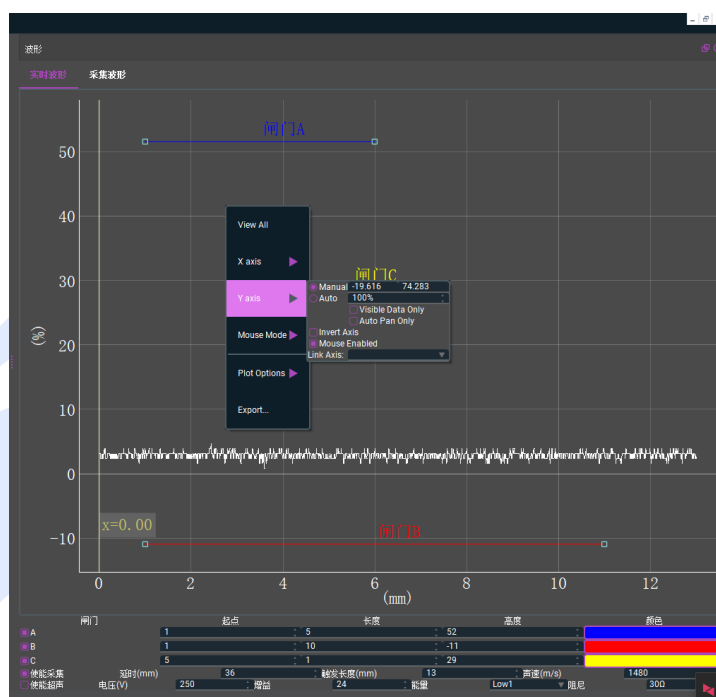 波形
实时波形 采集波形
闸门A
50
40
View All
X axis
闸门C
30
Y axis
Manual -19.616 74.283
Auto 100%
Visible Data Only
Auto Pan Only
Invert Axis
Mouse Enabled
Link Axis:
Mouse Mode
(%)
20
Plot Options
10
Export...
0
x=0.00
闸门B
-10
0 2 4 6 8 10 12
(mm)
闸门 起点 长度 高度 颜色
A 1 5 52
B 1 10 -11
C 5 1 29
使能采集 延时(mm) 36 触发长度(mm) 13 声速(m/s) 1480
使能超声 电压(V) 250 增益 24 能量 Low1 阻尼 30Ω